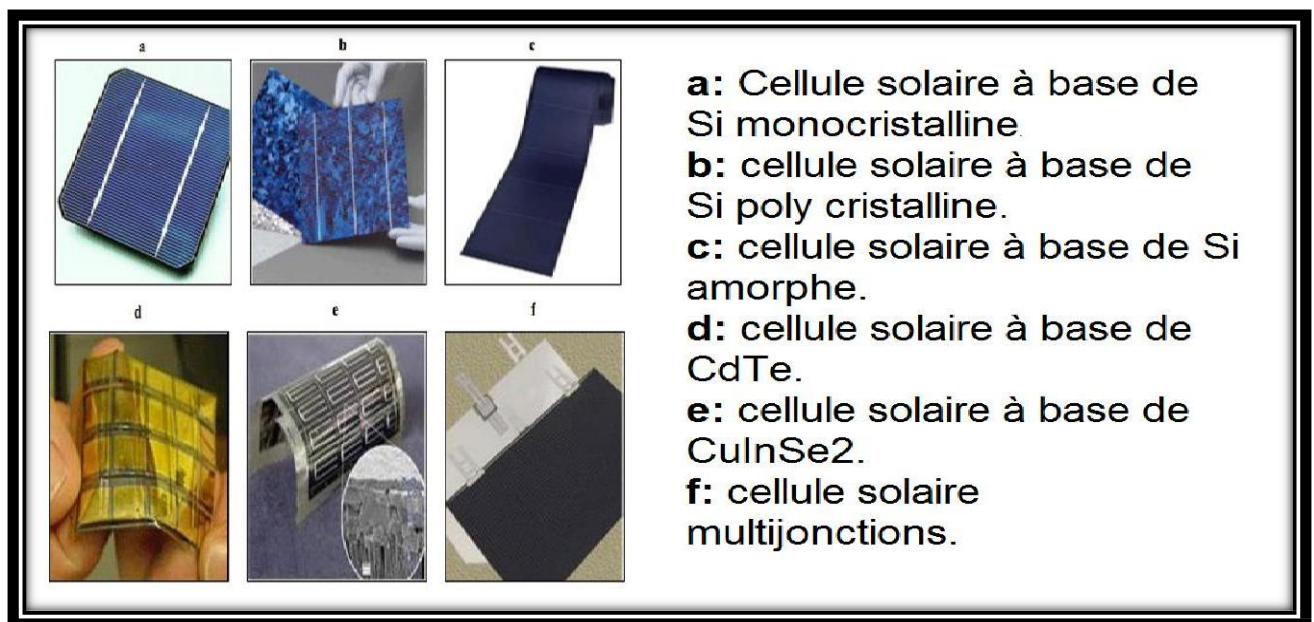 a
b
c
d
e
f
a: Cellule solaire à base de
Si monocristalline.
b: cellule solaire à base de
Si poly cristalline.
c: cellule solaire à base de Si
amorphe.
d: cellule solaire à base de
CdTe.
e: cellule solaire à base de
CuInSe2.
f: cellule solaire
multijonctions.